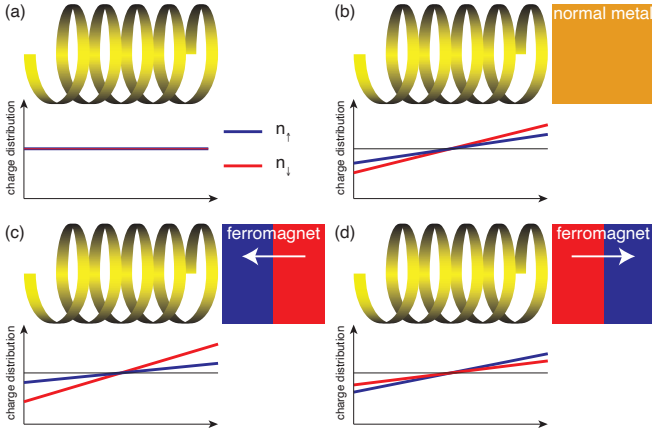 (a)
charge distribution
n↑
n↓
(b)
normal metal
charge distribution
(c)
ferromagnet
charge distribution
(d)
ferromagnet
charge distribution